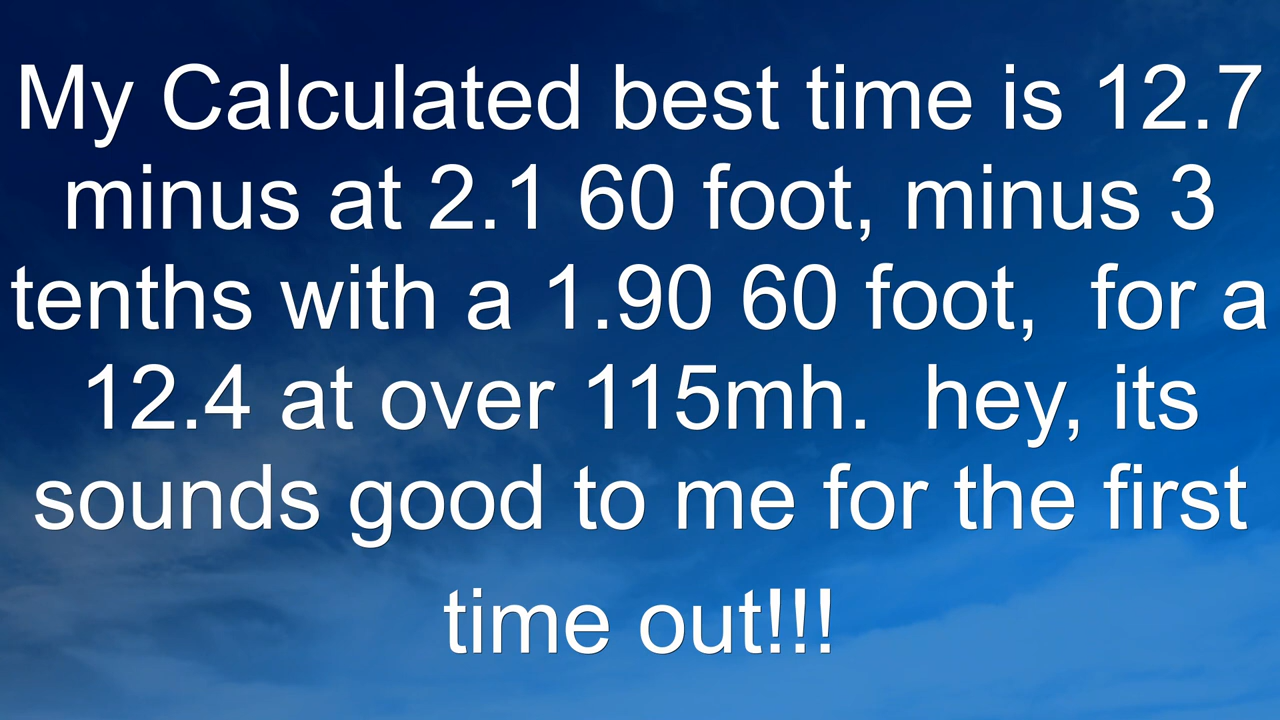 My Calculated best time is 12.7
minus at 2.1 60 foot, minus 3
tenths with a 1.90 60 foot,  for a
12.4 at over 115mh.  hey, its
sounds good to me for the first
time out!!!